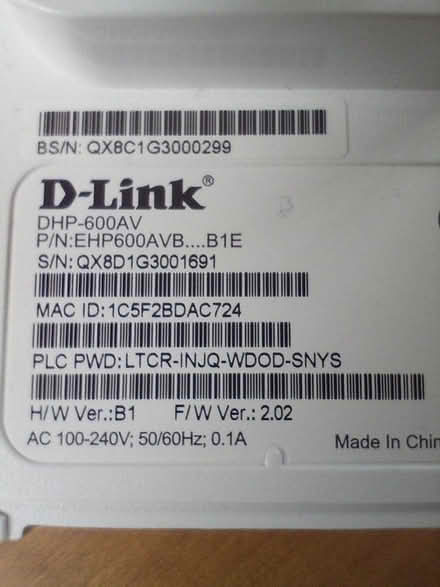 BS/N: QX8C1G3000299
D-Link®
DHP-600AV
P/N:EHP600AVB....B1E
S/N: QX8D1G3001691
MAC ID:1C5F2BDAC724
PLC PWD:LTCR-INJQ-WDOD-SNYS
H/W Ver.:B1 F/W Ver.: 2.02
AC 100-240V; 50/60Hz; 0.1A Made In Chin